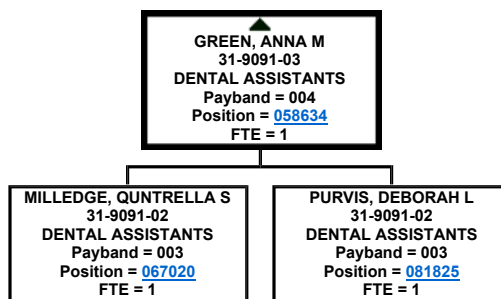 GREEN, ANNA M
31-9091-03
DENTAL ASSISTANTS
Payband = 004
Position = 058634
FTE = 1
MILLEDGE, QUNTRELLA S
31-9091-02
DENTAL ASSISTANTS
Payband = 003
Position = 067020
FTE = 1
PURVIS, DEBORAH L
31-9091-02
DENTAL ASSISTANTS
Payband = 003
Position = 081825
FTE = 1